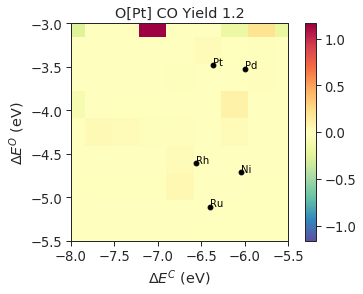 O[Pt] CO Yield 1.2
−3.0
−3.5
−4.0
−4.5
−5.0
−5.5
ΔE^O (eV)
Pt
Pd
Rh
Ni
Ru
−8.0 −7.5 −7.0 −6.5 −6.0 −5.5
ΔE^C (eV)
1.0
0.5
0.0
−0.5
−1.0